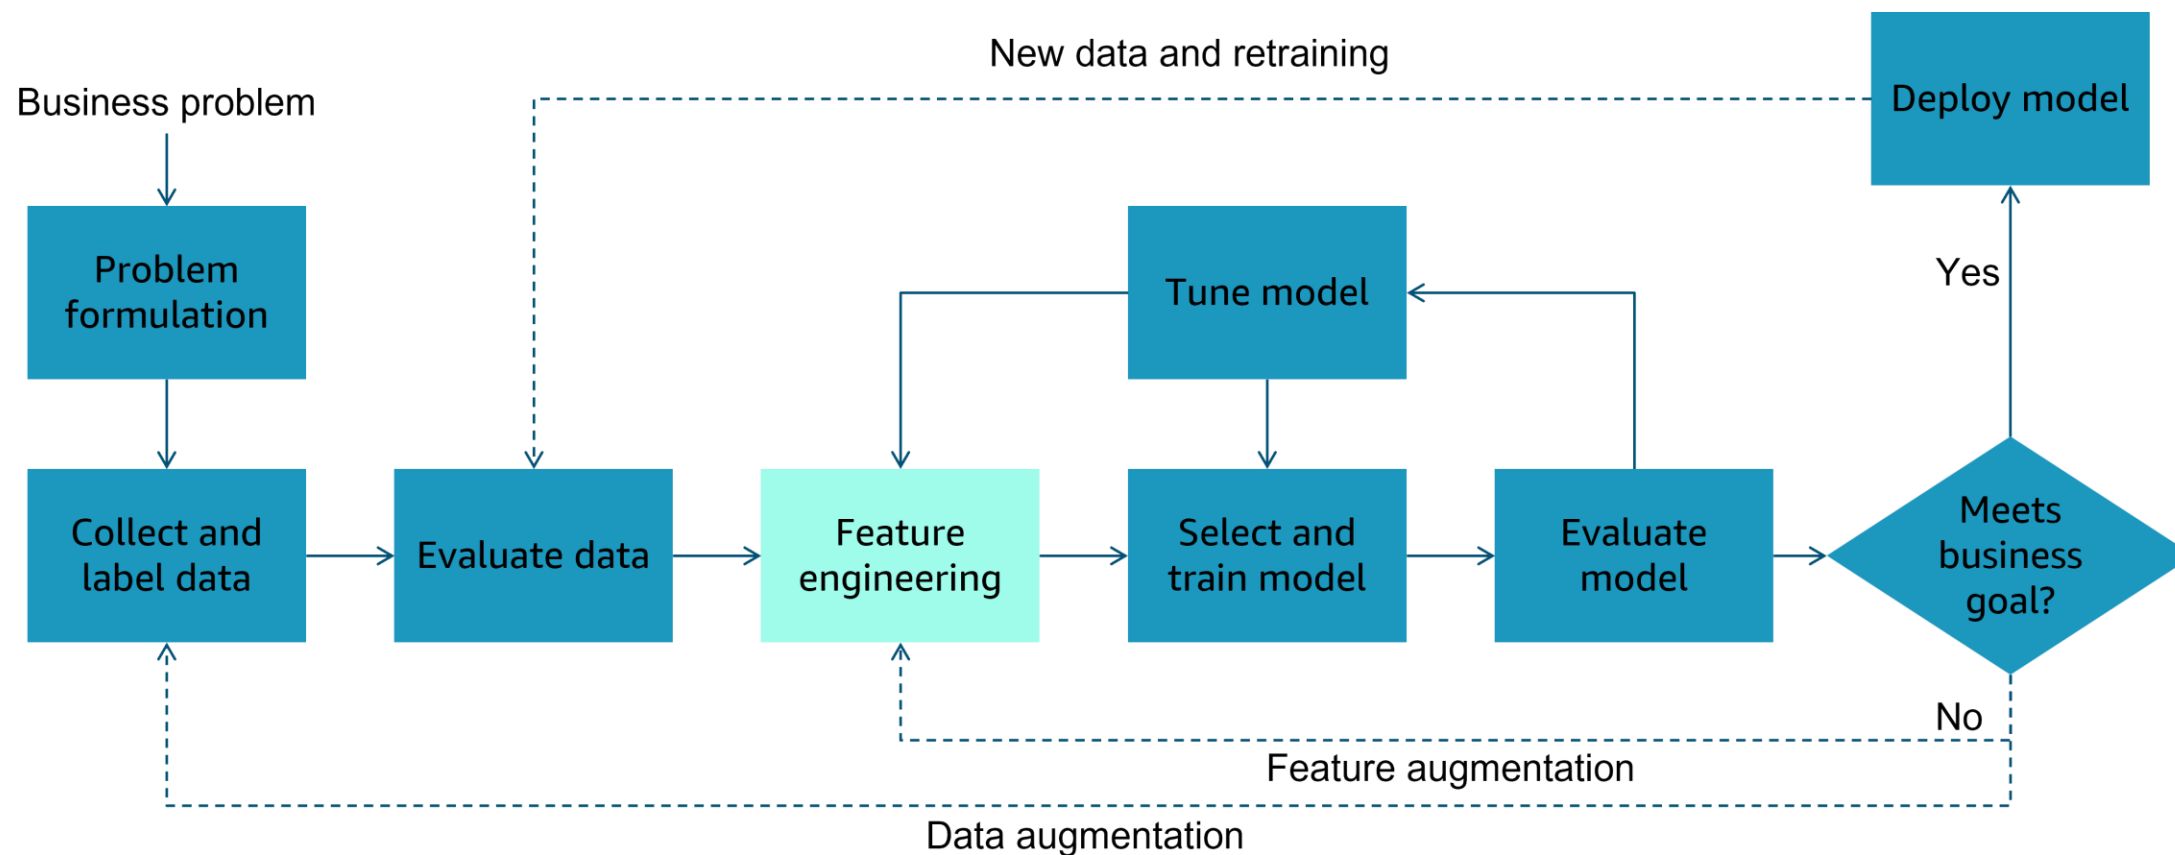 New data and retraining
Deploy model
Business problem
Problem
formulation
Tune model
Yes
Collect and
label data
Evaluate data
Feature
engineering
Select and
train model
Evaluate
model
Meets
business
goal?
No
Feature augmentation
Data augmentation